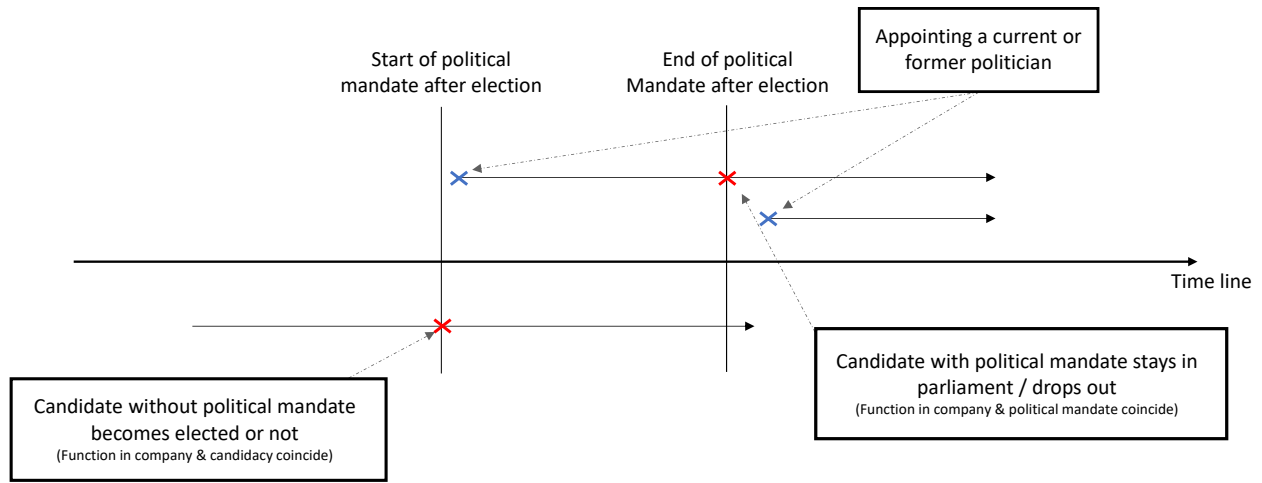 Appointing a current or
former politician
Start of political
mandate after election
End of political
Mandate after election
Time line
Candidate without political mandate
becomes elected or not
(Function in company & candidacy coincide)
Candidate with political mandate stays in
parliament / drops out
(Function in company & political mandate coincide)